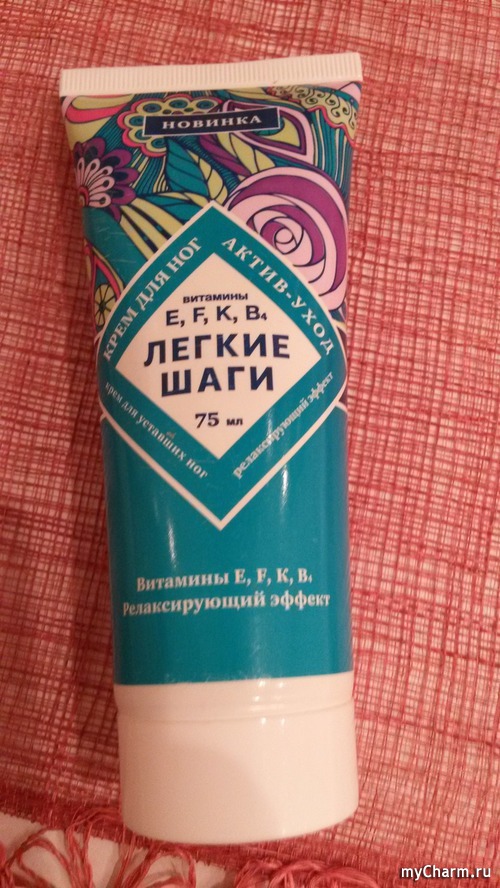 НОВИНКА
КРЕМ ДЛЯ НОГ
АКТИВ-УХОД
ВИТАМИНЫ
E, F, K, B₄
ЛЕГКИЕ
ШАГИ
75 мл
крем для уставших ног
релаксирующий эффект
Витамины E, F, K, B₄
Релаксирующий эффект
myCharm.ru